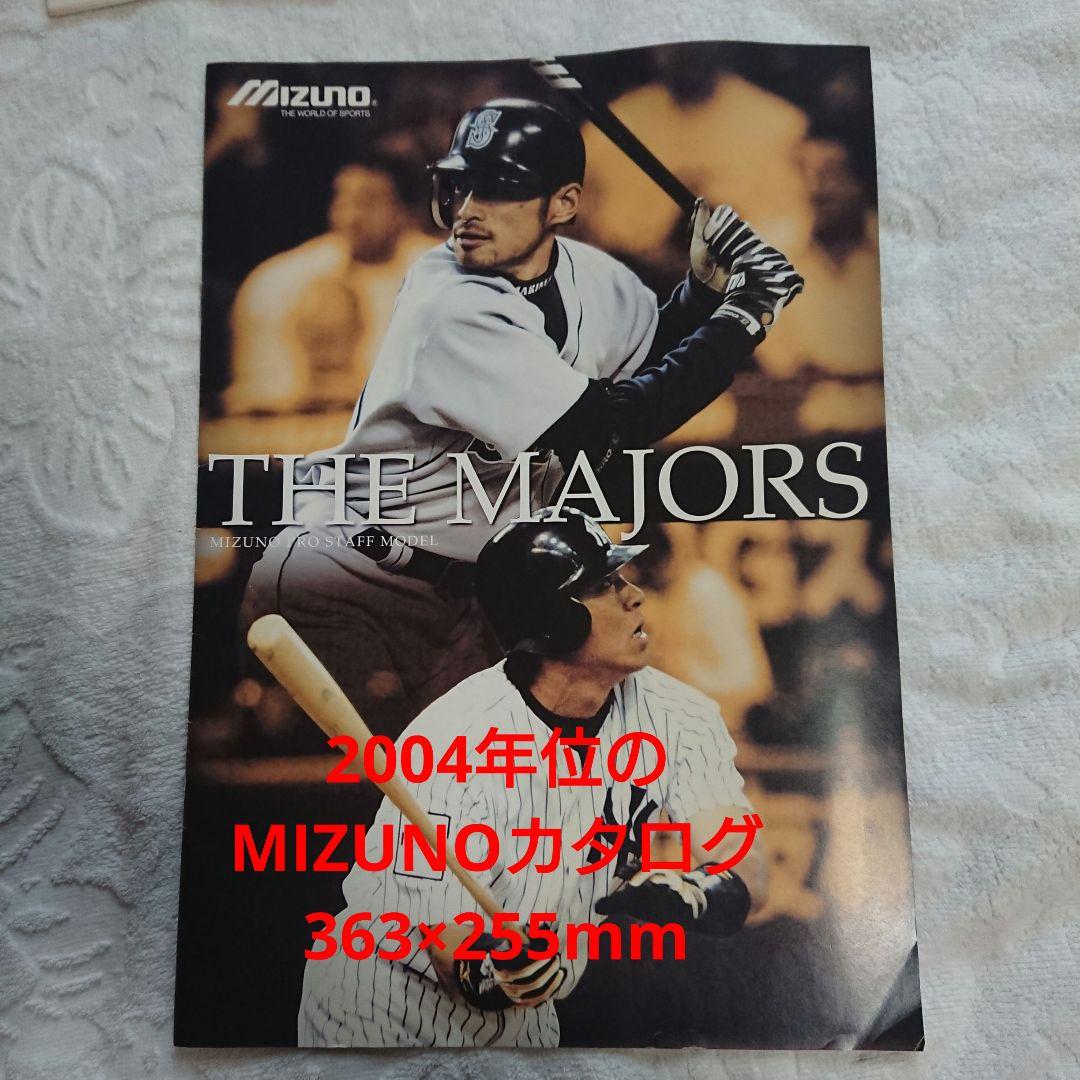 MIZUNO
THE WORLD OF SPORTS
S
THE MAJORS
MIZUNO PRO STAFF MODEL
2004年位の
MIZUNOカタログ
363×255mm